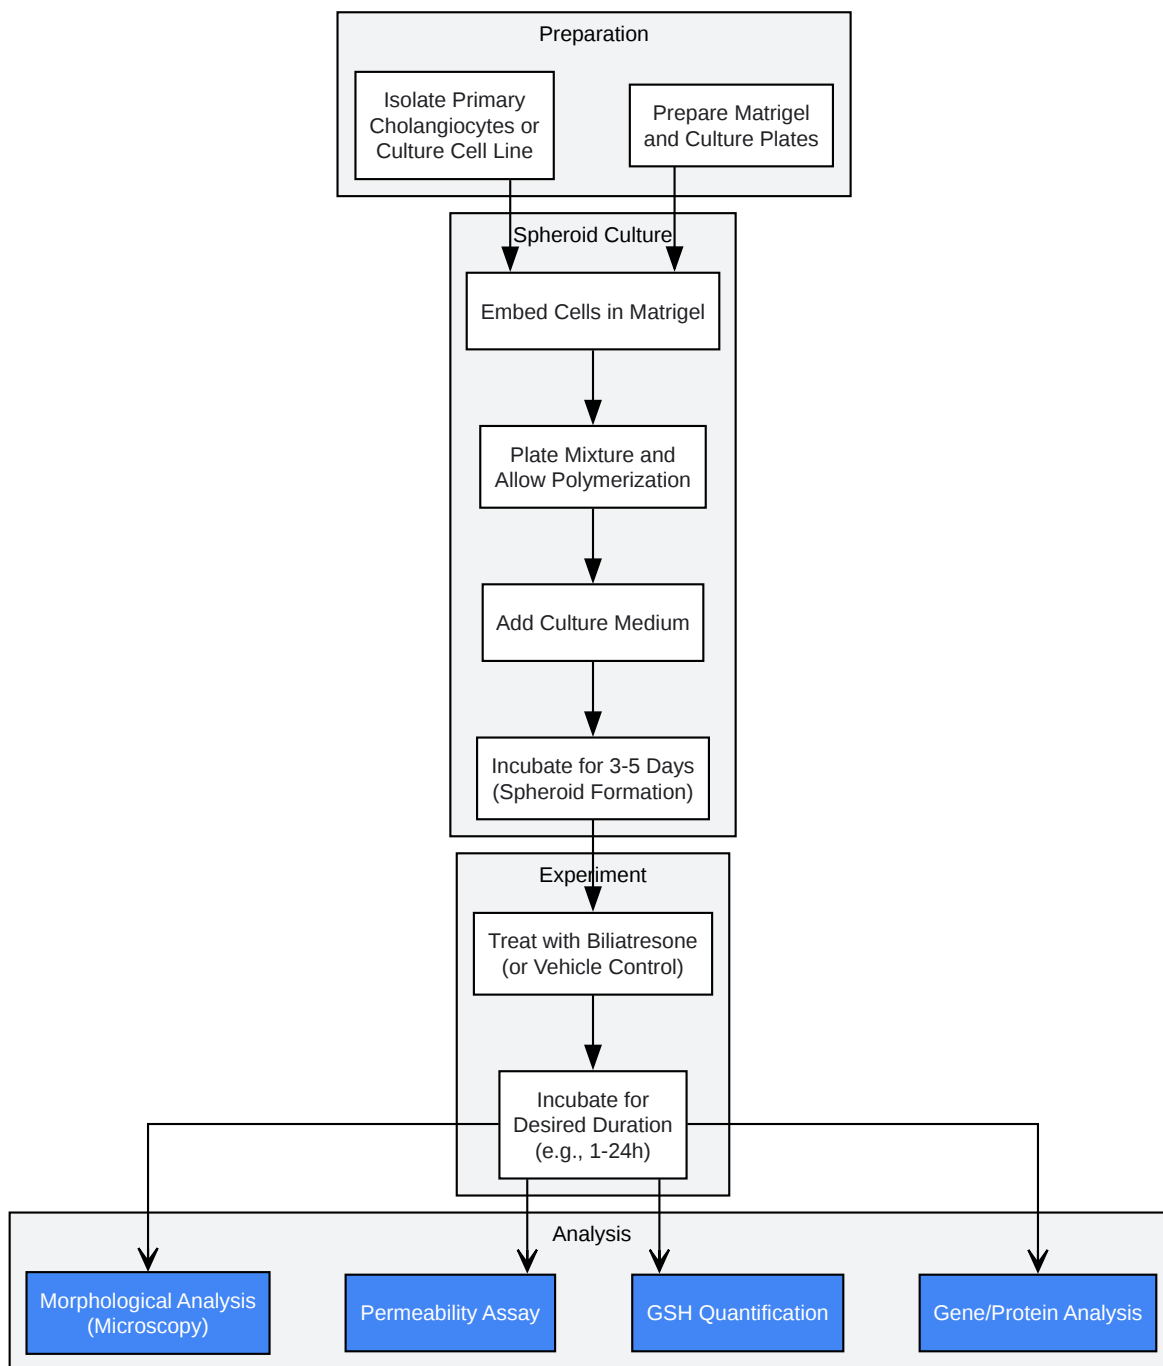 Preparation
Isolate Primary
Cholangiocytes or
Culture Cell Line
Prepare Matrigel
and Culture Plates
Spheroid Culture
Embed Cells in Matrigel
Plate Mixture and
Allow Polymerization
Add Culture Medium
Incubate for 3-5 Days
(Spheroid Formation)
Experiment
Treat with Biliatresone
(or Vehicle Control)
Incubate for
Desired Duration
(e.g., 1-24h)
Analysis
Morphological Analysis
(Microscopy)
Permeability Assay
GSH Quantification
Gene/Protein Analysis